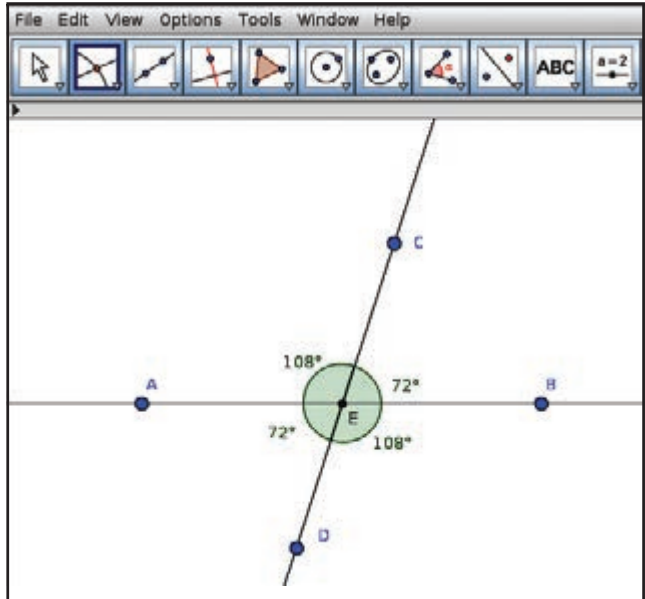 File Edit View Options Tools Window Help
ABC a=2
C
108°
A 72° B
E
72° 108°
D